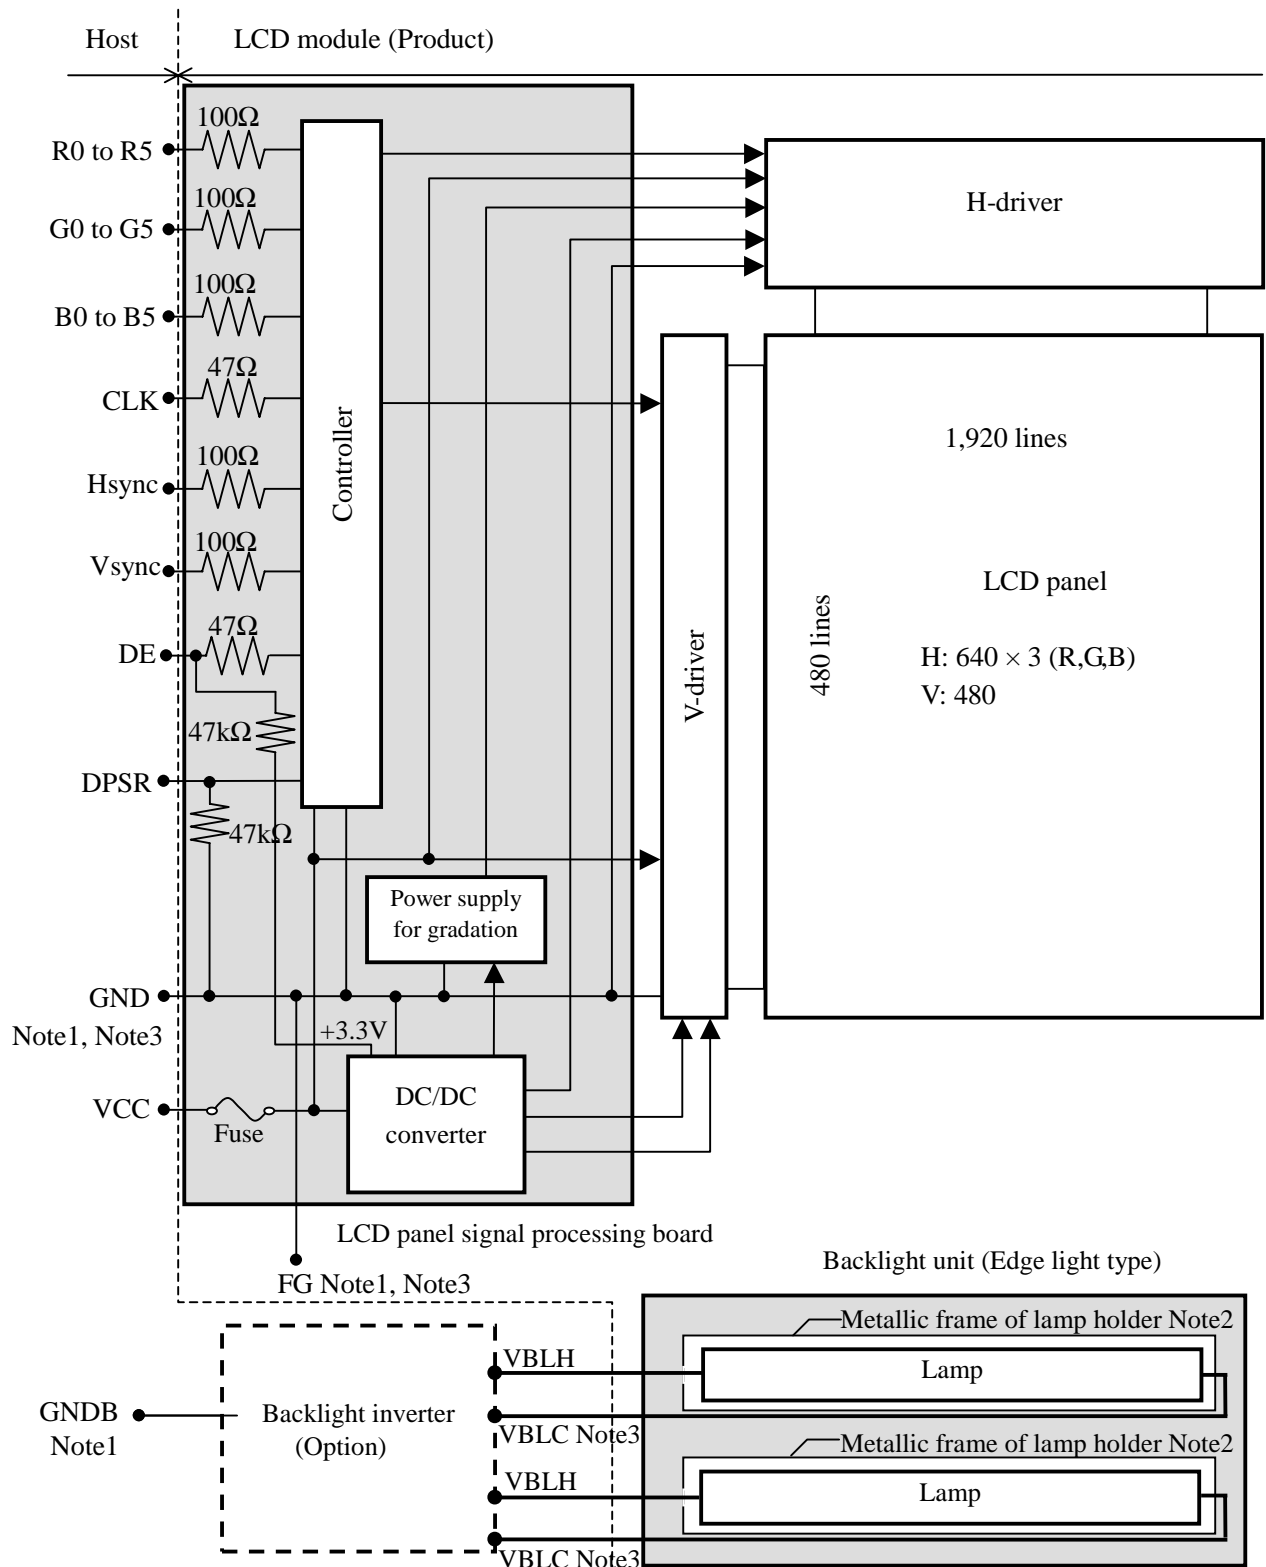 Host
LCD module (Product)
100Ω
R0 to R5
100Ω
G0 to G5
100Ω
B0 to B5
47Ω
CLK
100Ω
Hsync
100Ω
Vsync
47Ω
DE
47kΩ
DPSR
47kΩ
Controller
H-driver
V-driver
1,920 lines
480 lines
LCD panel
H: 640 × 3 (R,G,B)
V: 480
Power supply
for gradation
GND
Note1, Note3
+3.3V
VCC
Fuse
DC/DC
converter
LCD panel signal processing board
FG Note1, Note3
Backlight unit (Edge light type)
Metallic frame of lamp holder Note2
VBLH
Lamp
GNDB
Note1
Backlight inverter
(Option)
VBLC Note3
Metallic frame of lamp holder Note2
VBLH
Lamp
VBLC Note3